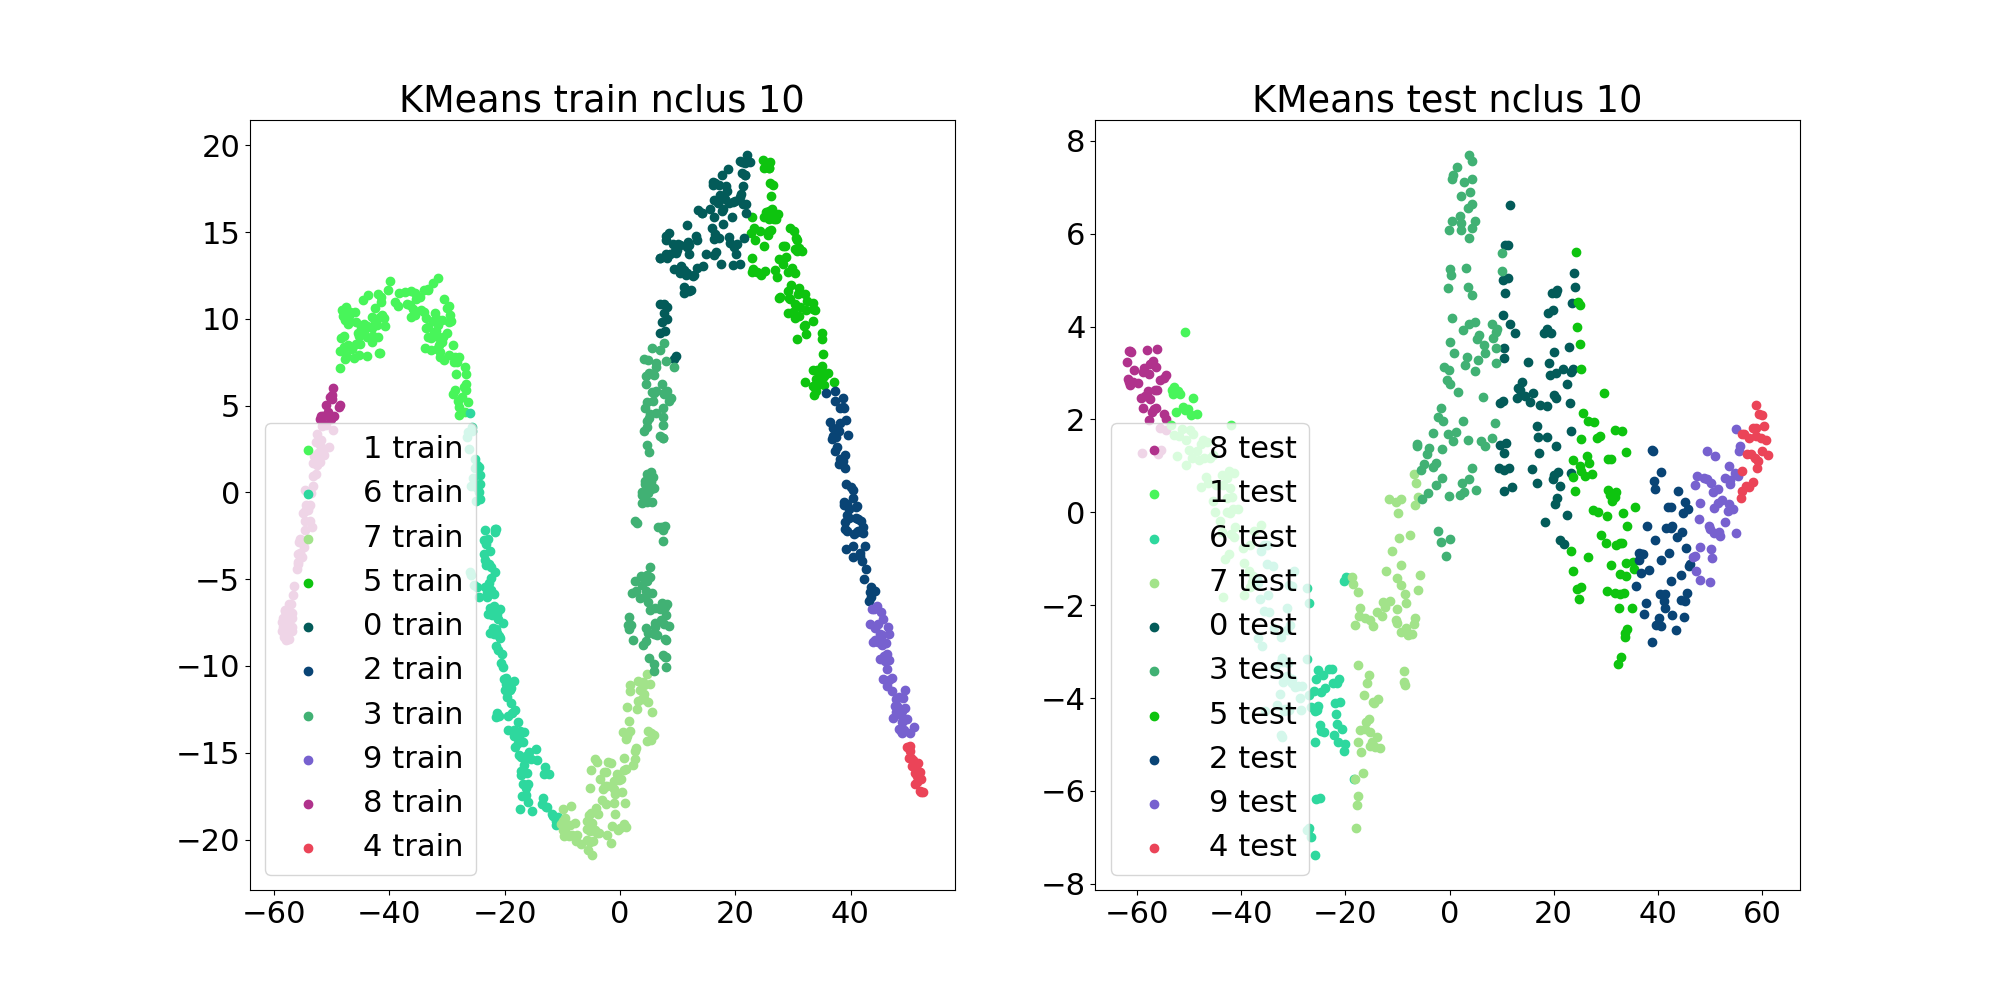 KMeans train nclus 10
20
15
10
5
0
−5
−10
−15
−20
−60 −40 −20 0 20 40
1 train
6 train
7 train
5 train
0 train
2 train
3 train
9 train
8 train
4 train
KMeans test nclus 10
8
6
4
2
0
−2
−4
−6
−8
−60 −40 −20 0 20 40 60
8 test
1 test
6 test
7 test
0 test
3 test
5 test
2 test
9 test
4 test